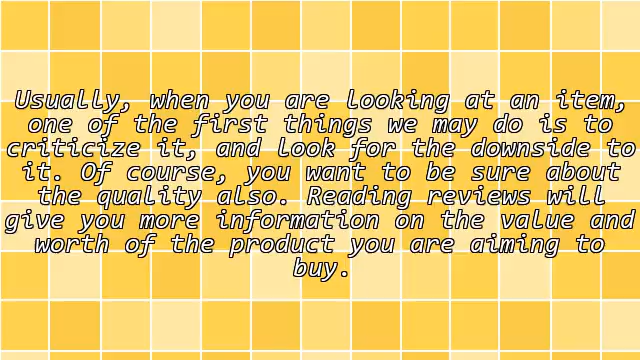 Usually, when you are looking at an item,
one of the first things we may do is to
criticize it, and look for the downside to
it. Of course, you want to be sure about
the quality also. Reading reviews will
give you more information on the value and
worth of the product you are aiming to
buy.